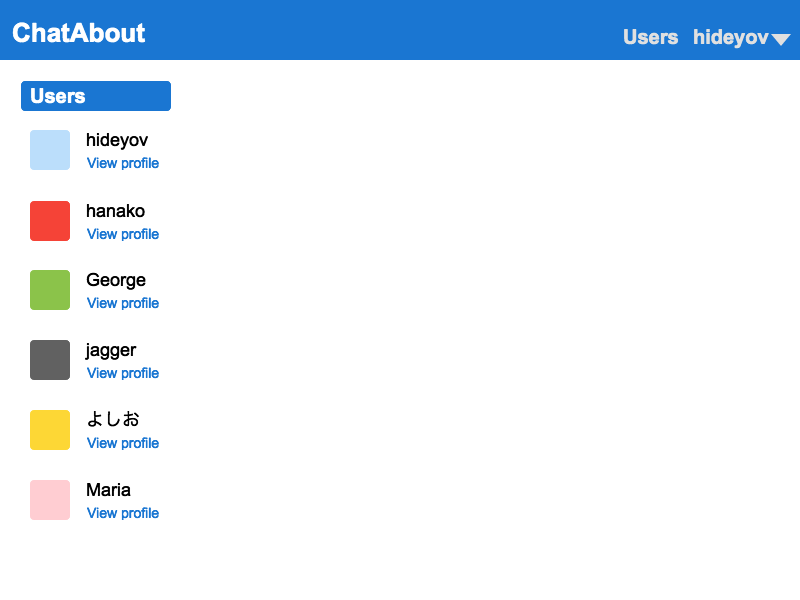 ChatAbout
Users hideyov
Users
hideyov
View profile
hanako
View profile
George
View profile
jagger
View profile
よしお
View profile
Maria
View profile